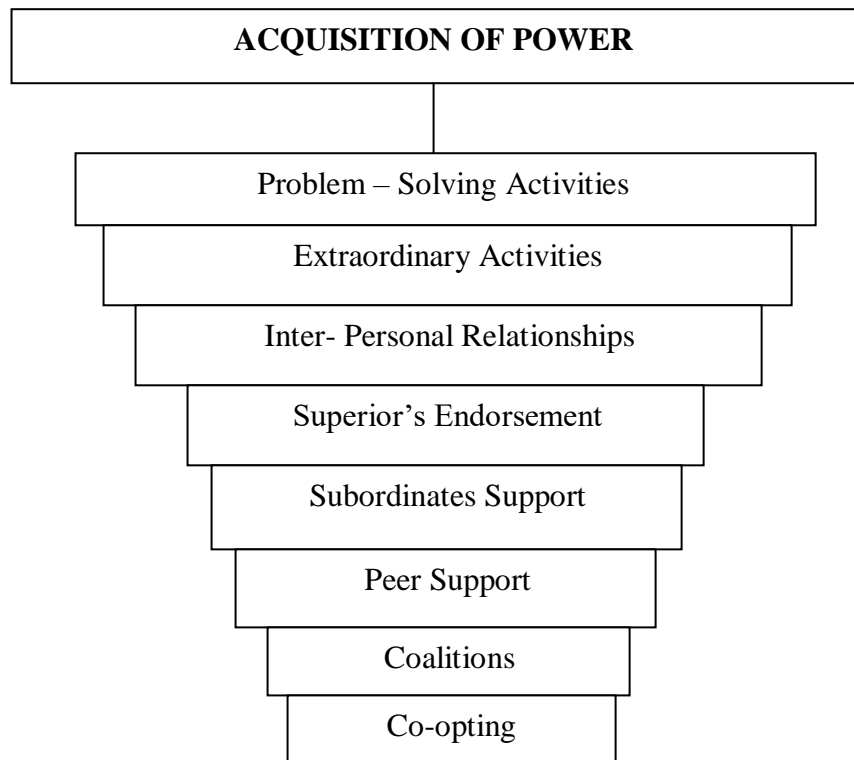 ACQUISITION OF POWER
Problem – Solving Activities
Extraordinary Activities
Inter- Personal Relationships
Superior’s Endorsement
Subordinates Support
Peer Support
Coalitions
Co-opting